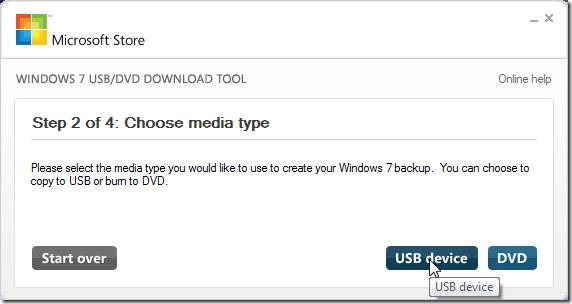 Microsoft Store
WINDOWS 7 USB/DVD DOWNLOAD TOOL
Online help
Step 2 of 4: Choose media type
Please select the media type you would like to use to create your Windows 7 backup. You can choose to
copy to USB or burn to DVD.
Start over
USB device
DVD
USB device